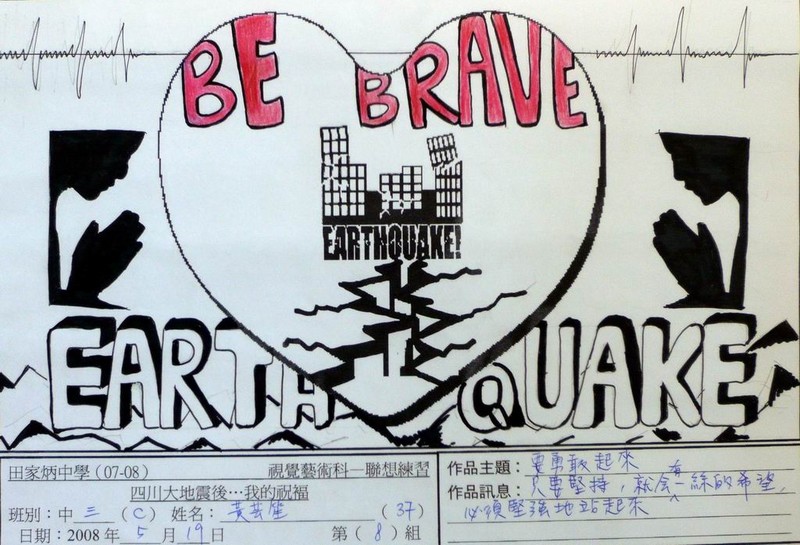 BE BRAVE
EARTHQUAKE!
EARTH QUAKE
田家炳中學(07-08) 視覺藝術科－聯想練習
四川大地震後…我的祝福
班別：中 三 (C) 姓名：黃芸笙 (37)
日期：2008年 5 月 19 日 第(8)組
作品主題：要勇敢起來
作品訊息：只要堅持，就會有一絲的希望，
必須堅強地站起來